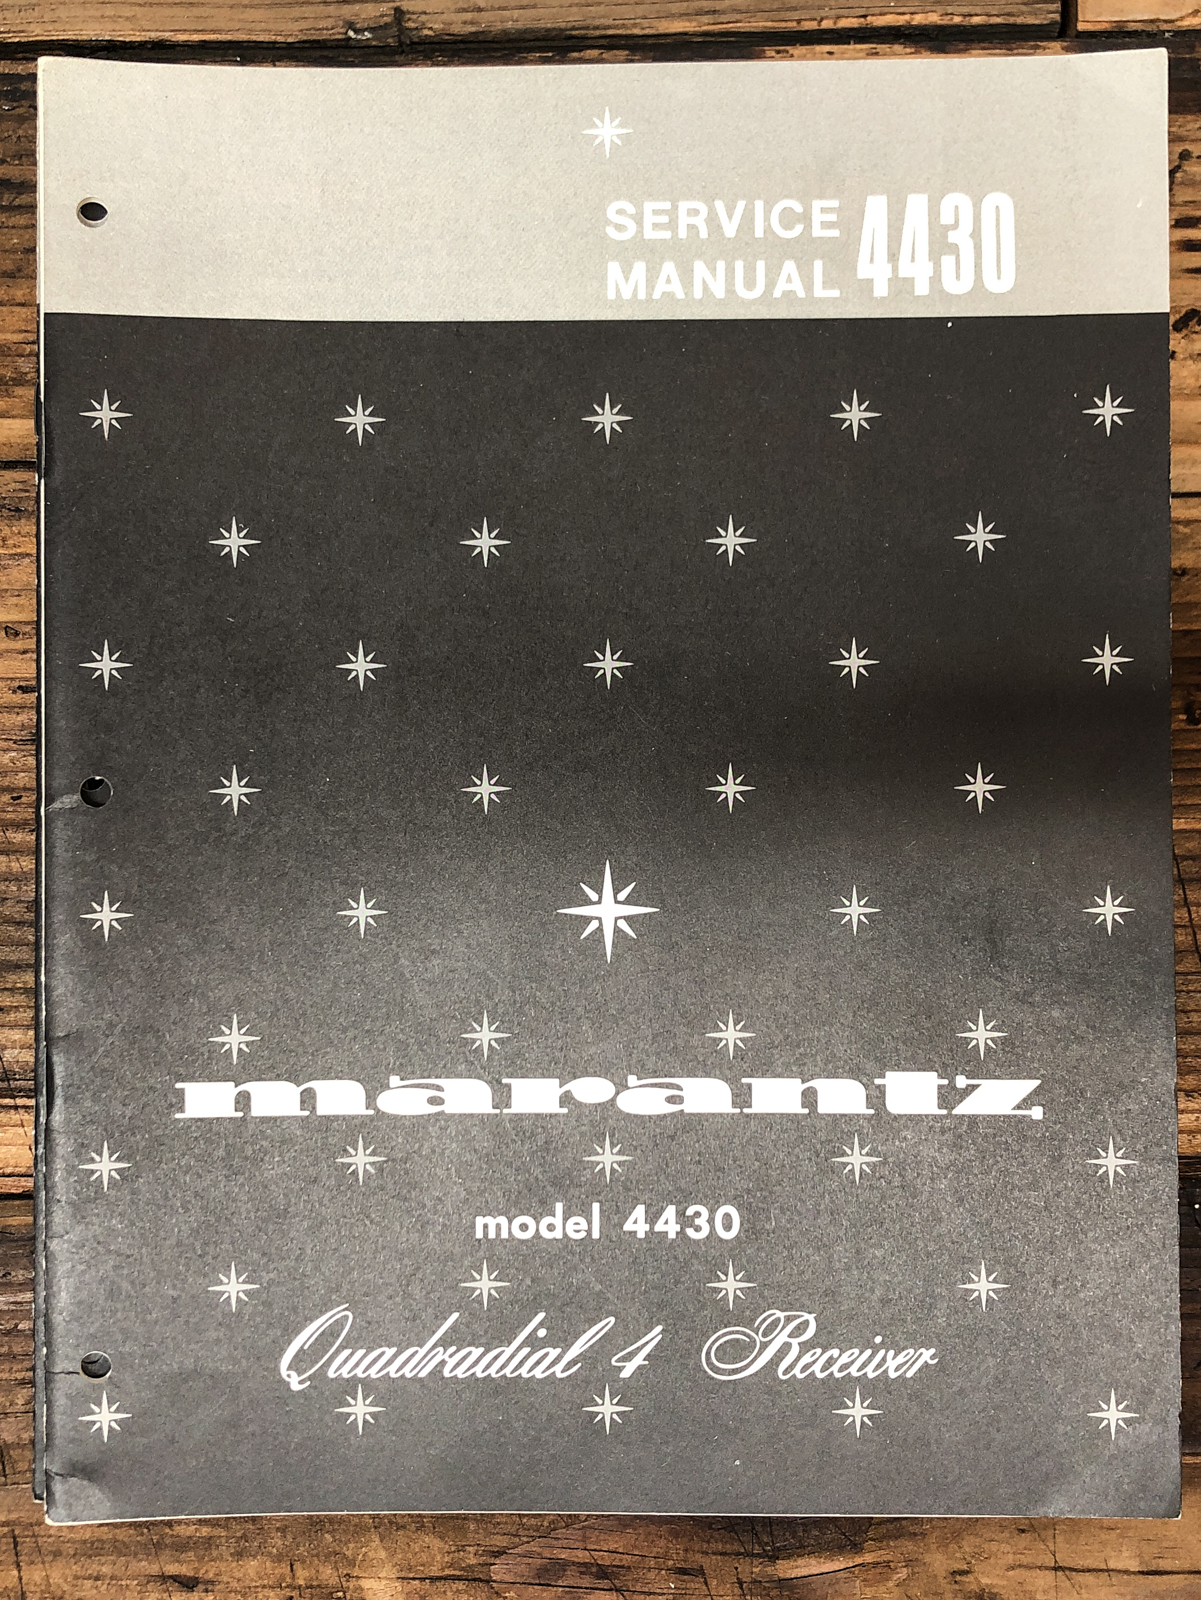 SERVICE
MANUAL 4430
marantz
model 4430
Quadradial 4 Receiver